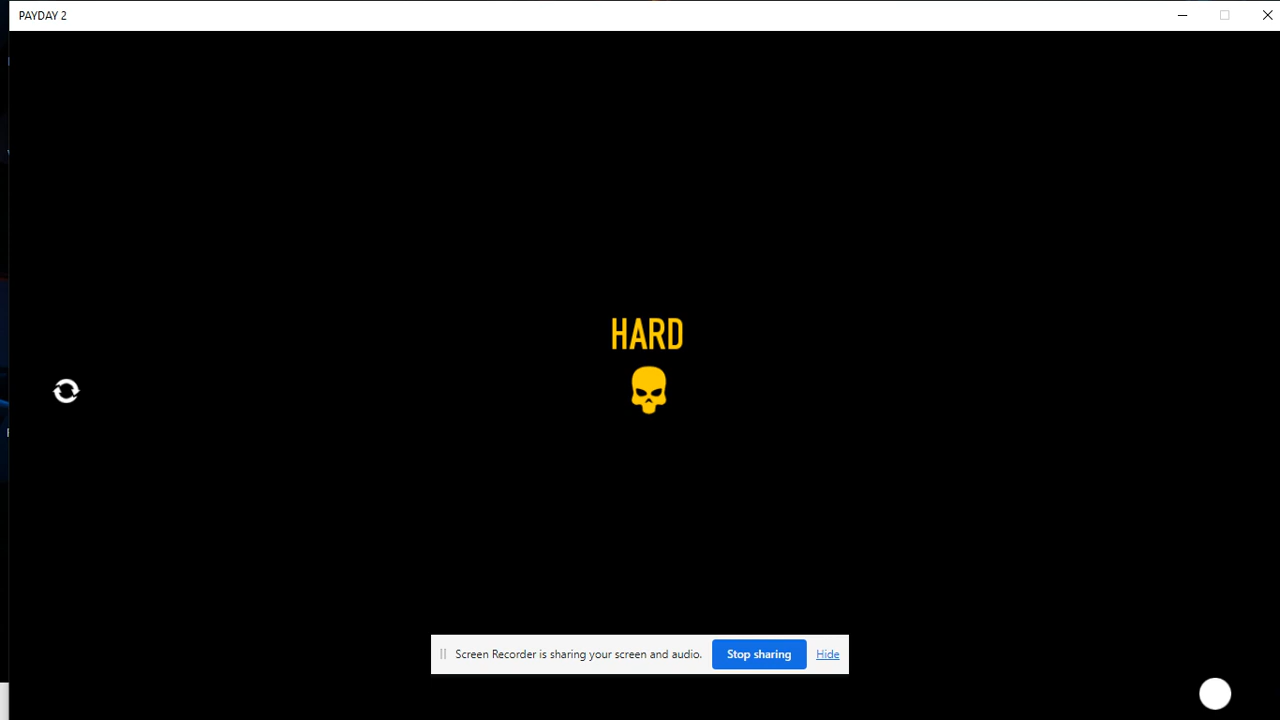 PAYDAY 2
HARD
Screen Recorder is sharing your screen and audio.
Stop sharing
Hide